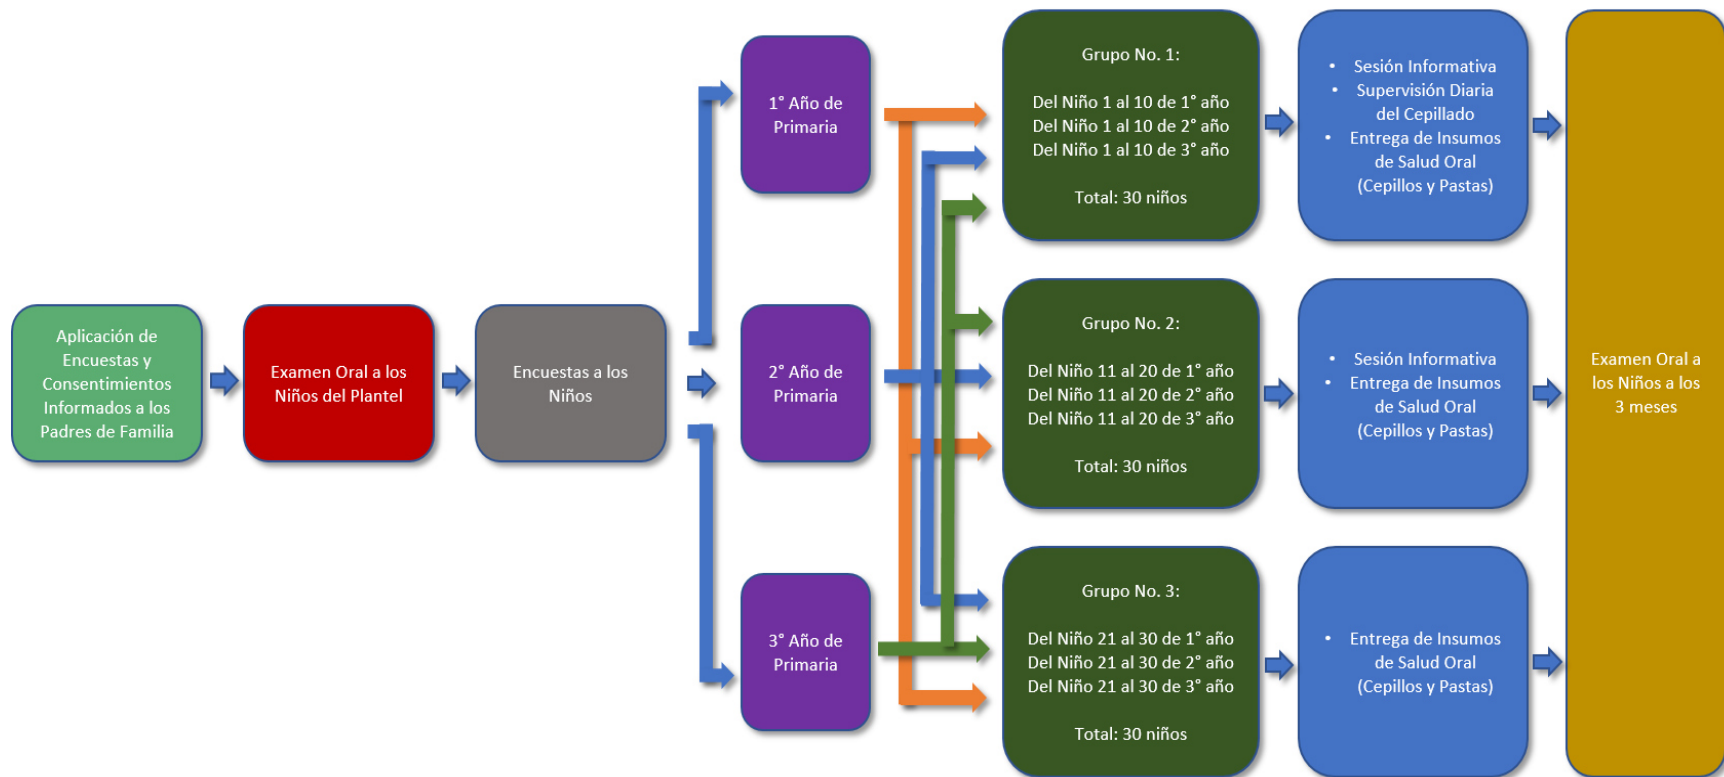 Aplicación de
Encuestas y
Consentimientos
Informados a los
Padres de Familia
Examen Oral a los
Niños del Plantel
Encuestas a los
Niños
1° Año de
Primaria
2° Año de
Primaria
3° Año de
Primaria
Grupo No. 1:
Del Niño 1 al 10 de 1° año
Del Niño 1 al 10 de 2° año
Del Niño 1 al 10 de 3° año
Total: 30 niños
Grupo No. 2:
Del Niño 11 al 20 de 1° año
Del Niño 11 al 20 de 2° año
Del Niño 11 al 20 de 3° año
Total: 30 niños
Grupo No. 3:
Del Niño 21 al 30 de 1° año
Del Niño 21 al 30 de 2° año
Del Niño 21 al 30 de 3° año
Total: 30 niños
• Sesión Informativa
• Supervisión Diaria
del Cepillado
• Entrega de Insumos
de Salud Oral
(Cepillos y Pastas)
• Sesión Informativa
• Entrega de Insumos
de Salud Oral
(Cepillos y Pastas)
• Entrega de Insumos
de Salud Oral
(Cepillos y Pastas)
Examen Oral a
los Niños a los
3 meses